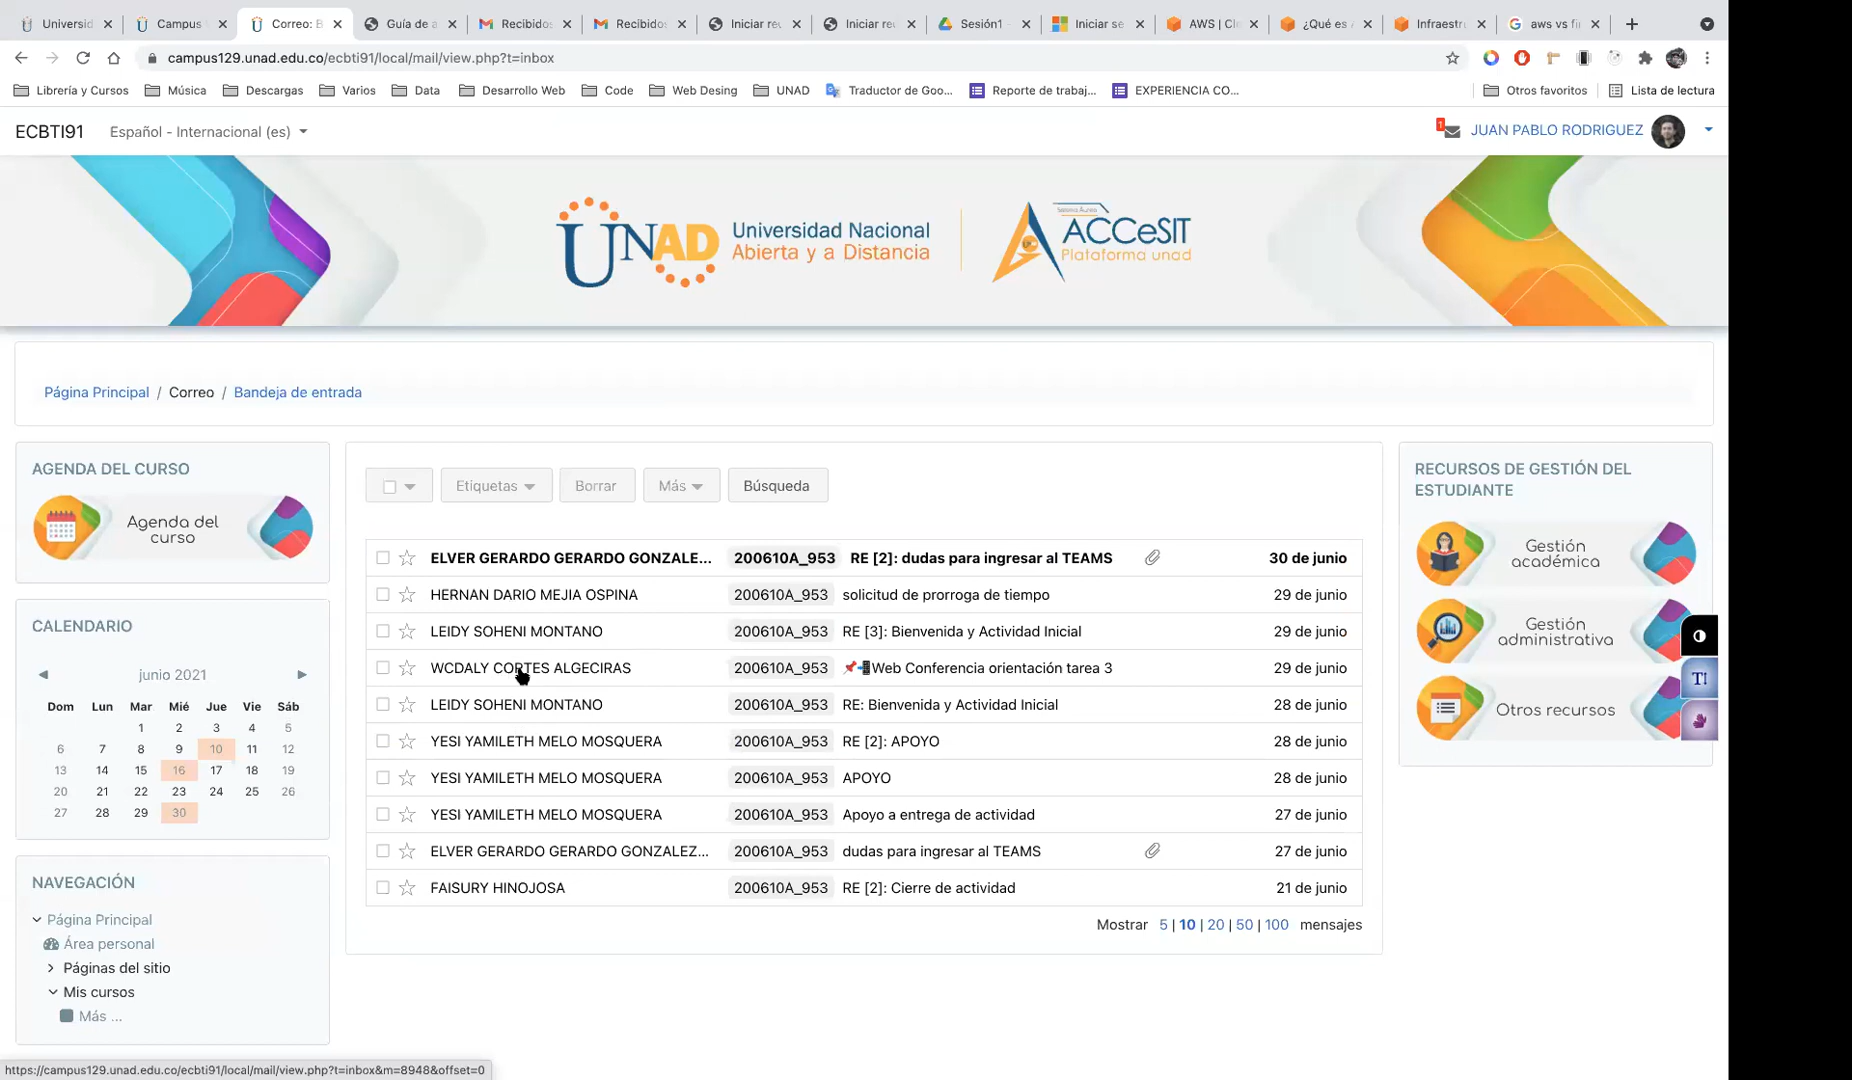 Universid
Campus
Correo: B
Guía de a
Recibidos
Recibidos
Iniciar reu
Iniciar reu
Sesión1
Iniciar se
AWS | Cl
¿Qué es
Infraestru
aws vs fi
campus129.unad.edu.co/ecbti91/local/mail/view.php?t=inbox
Librería y Cursos
Música
Descargas
Varios
Data
Desarrollo Web
Code
Web Desing
UNAD
Traductor de Goo...
Reporte de trabaj...
EXPERIENCIA CO...
Otros favoritos
Lista de lectura
ECBTI91
Español - Internacional (es)
1
JUAN PABLO RODRIGUEZ
UNAD
Universidad Nacional
Abierta y a Distancia
ACCeSIT
Plataforma unad
Página Principal / Correo / Bandeja de entrada
AGENDA DEL CURSO
Agenda del
curso
CALENDARIO
◄ junio 2021 ►
Dom Lun Mar Mié Jue Vie Sáb
1 2 3 4 5
6 7 8 9 10 11 12
13 14 15 16 17 18 19
20 21 22 23 24 25 26
27 28 29 30
NAVEGACIÓN
Página Principal
Área personal
Páginas del sitio
Mis cursos
Más ...
Etiquetas
Borrar
Más
Búsqueda
ELVER GERARDO GERARDO GONZALE... 200610A_953 RE [2]: dudas para ingresar al TEAMS 30 de junio
HERNAN DARIO MEJIA OSPINA 200610A_953 solicitud de prorroga de tiempo 29 de junio
LEIDY SOHENI MONTANO 200610A_953 RE [3]: Bienvenida y Actividad Inicial 29 de junio
WCDALY CORTES ALGECIRAS 200610A_953 📌📲Web Conferencia orientación tarea 3 29 de junio
LEIDY SOHENI MONTANO 200610A_953 RE: Bienvenida y Actividad Inicial 28 de junio
YESI YAMILETH MELO MOSQUERA 200610A_953 RE [2]: APOYO 28 de junio
YESI YAMILETH MELO MOSQUERA 200610A_953 APOYO 28 de junio
YESI YAMILETH MELO MOSQUERA 200610A_953 Apoyo a entrega de actividad 27 de junio
ELVER GERARDO GERARDO GONZALEZ... 200610A_953 dudas para ingresar al TEAMS 27 de junio
FAISURY HINOJOSA 200610A_953 RE [2]: Cierre de actividad 21 de junio
Mostrar 5 | 10 | 20 | 50 | 100 mensajes
RECURSOS DE GESTIÓN DEL
ESTUDIANTE
Gestión
académica
Gestión
administrativa
Otros recursos
T!
https://campus129.unad.edu.co/ecbti91/local/mail/view.php?t=inbox&m=8948&offset=0